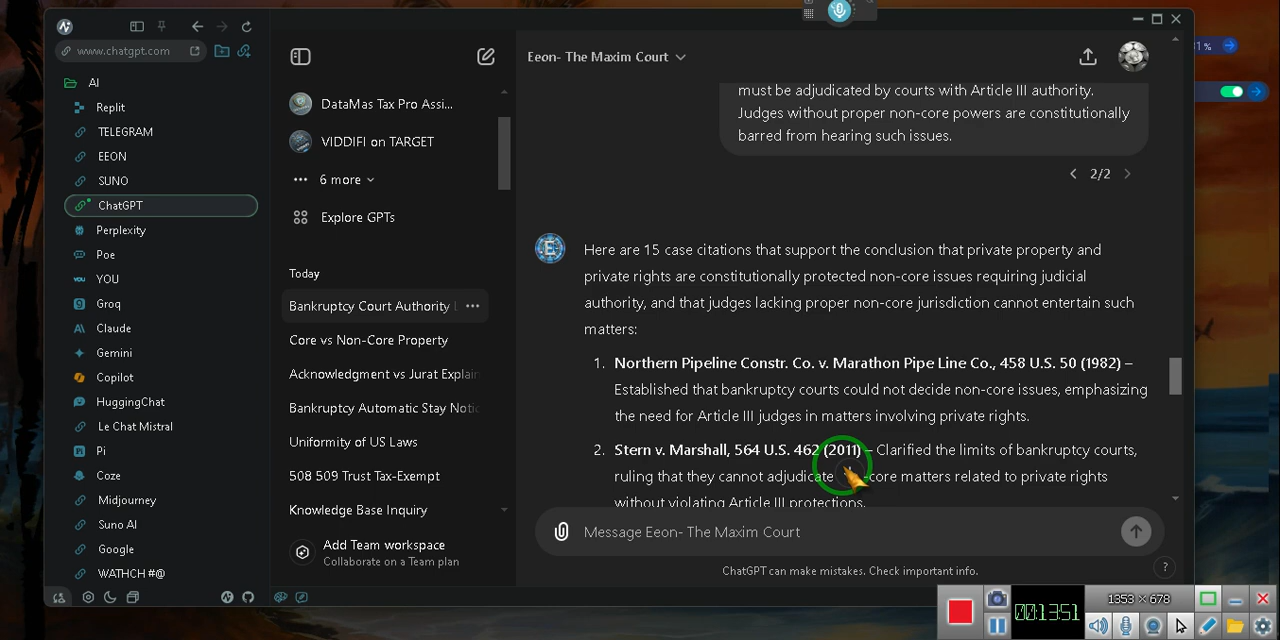 www.chatgpt.com
AI
Replit
TELEGRAM
EEON
SUNO
ChatGPT
Perplexity
Poe
YOU
YOU
Groq
Claude
Gemini
Copilot
HuggingChat
Le Chat Mistral
Pi
Coze
Midjourney
Suno AI
Google
WATHCH #@
DataMas Tax Pro Assi...
VIDDIFI on TARGET
6 more
Explore GPTs
Today
Bankruptcy Court Authority
Core vs Non-Core Property
Acknowledgment vs Jurat Explain
Bankruptcy Automatic Stay Notic
Uniformity of US Laws
508 509 Trust Tax-Exempt
Knowledge Base Inquiry
Add Team workspace
Collaborate on a Team plan
Eeon- The Maxim Court
must be adjudicated by courts with Article III authority.
Judges without proper non-core powers are constitutionally
barred from hearing such issues.
2/2
E
Here are 15 case citations that support the conclusion that private property and
private rights are constitutionally protected non-core issues requiring judicial
authority, and that judges lacking proper non-core jurisdiction cannot entertain such
matters:
1. Northern Pipeline Constr. Co. v. Marathon Pipe Line Co., 458 U.S. 50 (1982) –
Established that bankruptcy courts could not decide non-core issues, emphasizing
the need for Article III judges in matters involving private rights.
2. Stern v. Marshall, 564 U.S. 462 (2011) – Clarified the limits of bankruptcy courts,
ruling that they cannot adjudicate -core matters related to private rights
without violating Article III protections.
Message Eeon- The Maxim Court
ChatGPT can make mistakes. Check important info.
?
1%
00:13:51
1353 × 678